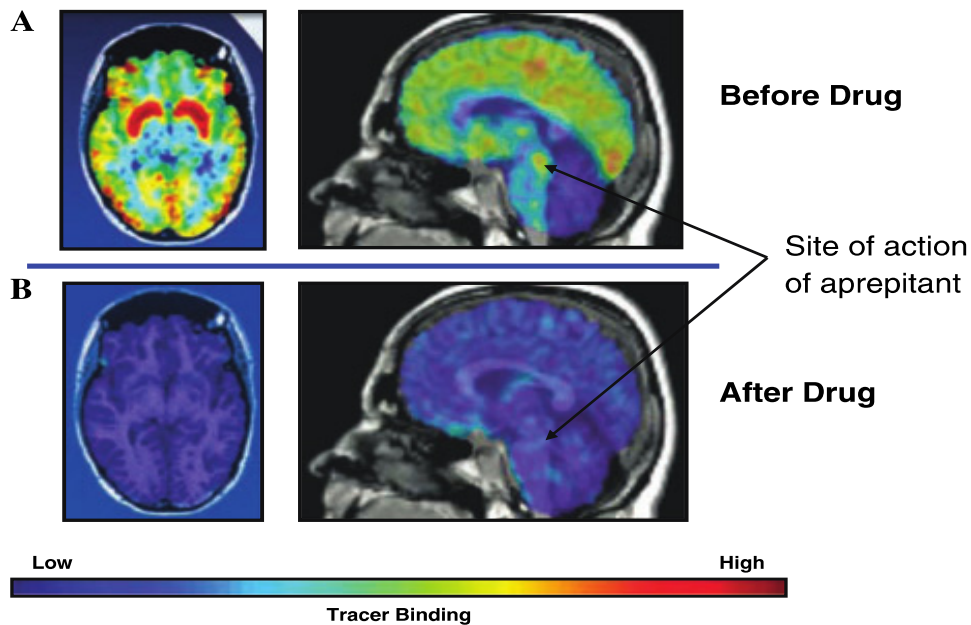 A
Before Drug
Site of action
of aprepitant
B
After Drug
Low
High
Tracer Binding